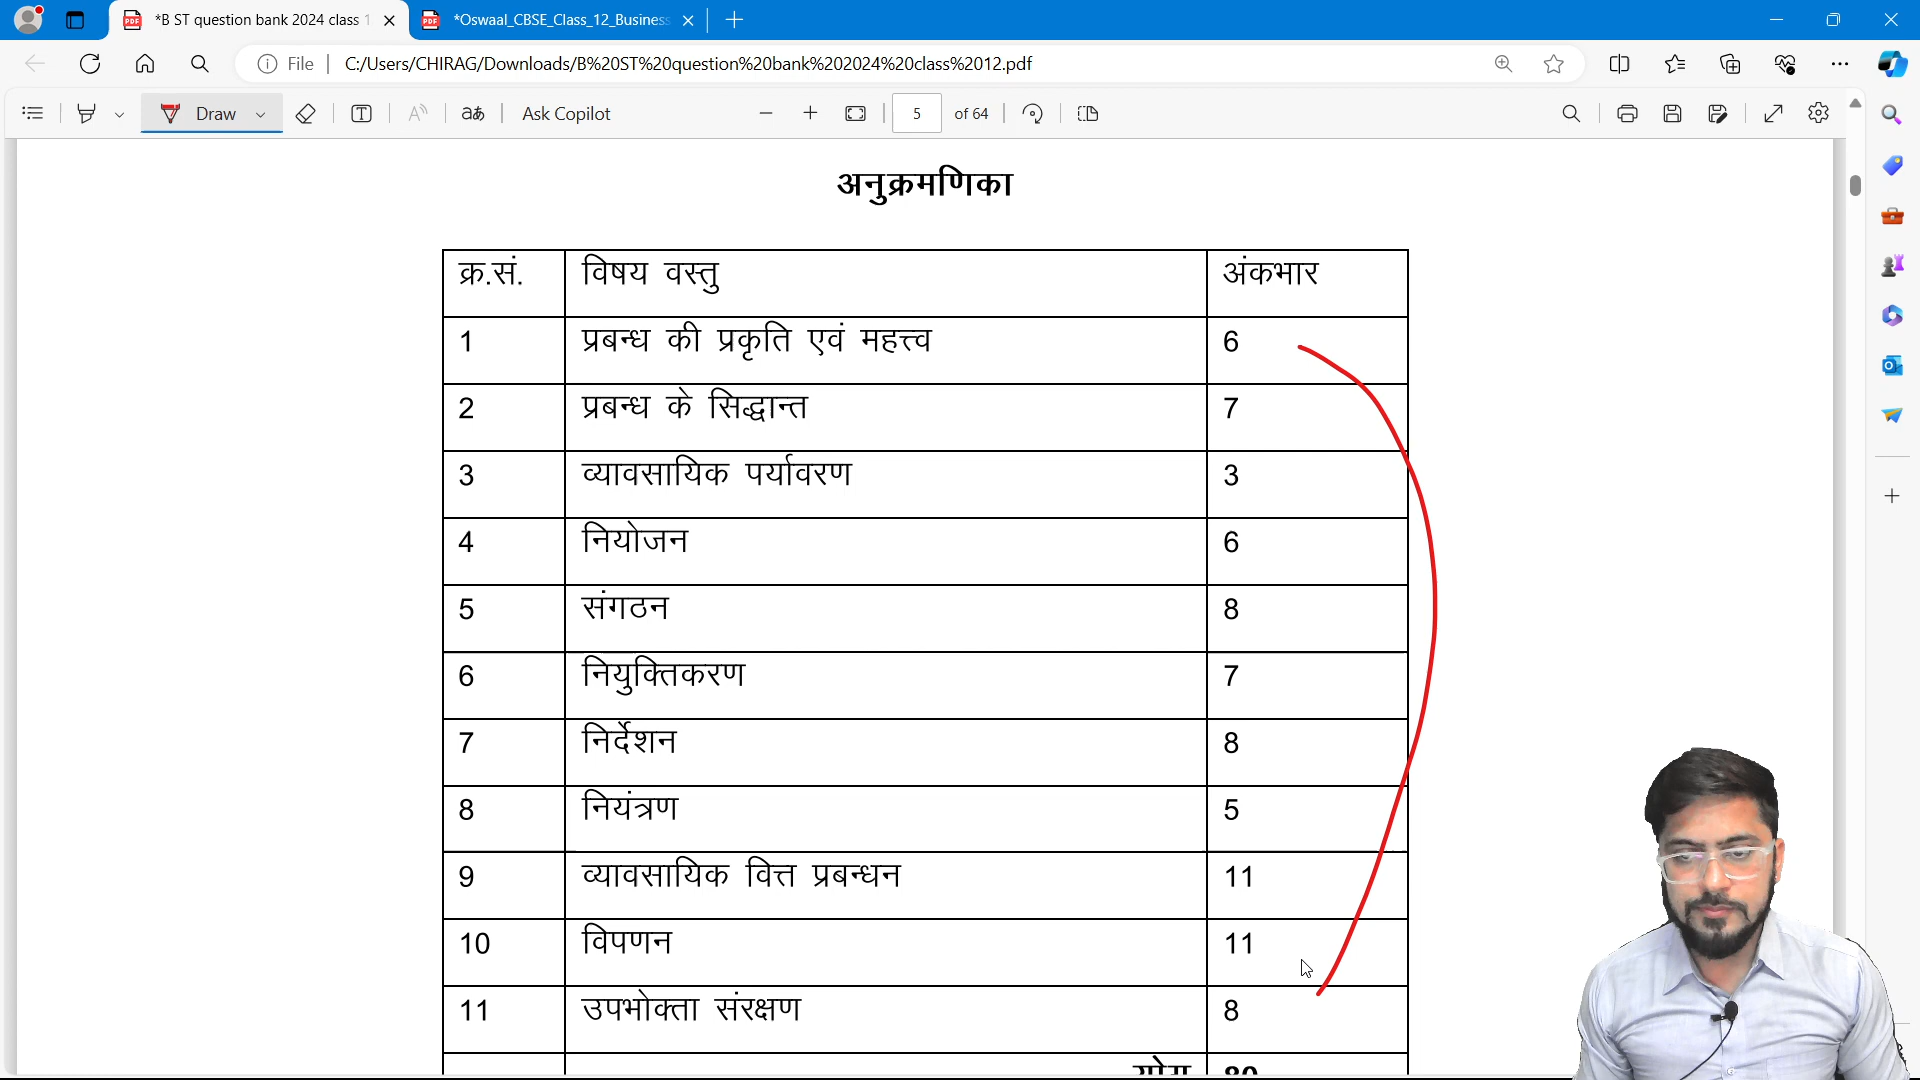 *B ST question bank 2024 class 1
*Oswaal_CBSE_Class_12_Business
File
C:/Users/CHIRAG/Downloads/B%20ST%20question%20bank%202024%20class%2012.pdf
Draw
Ask Copilot
5 of 64
अनुक्रमणिका
क्र.सं. विषय वस्तु अंकभार
1 प्रबन्ध की प्रकृति एवं महत्त्व 6
2 प्रबन्ध के सिद्धान्त 7
3 व्यावसायिक पर्यावरण 3
4 नियोजन 6
5 संगठन 8
6 नियुक्तिकरण 7
7 निर्देशन 8
8 नियंत्रण 5
9 व्यावसायिक वित्त प्रबन्धन 11
10 विपणन 11
11 उपभोक्ता संरक्षण 8
योग 80